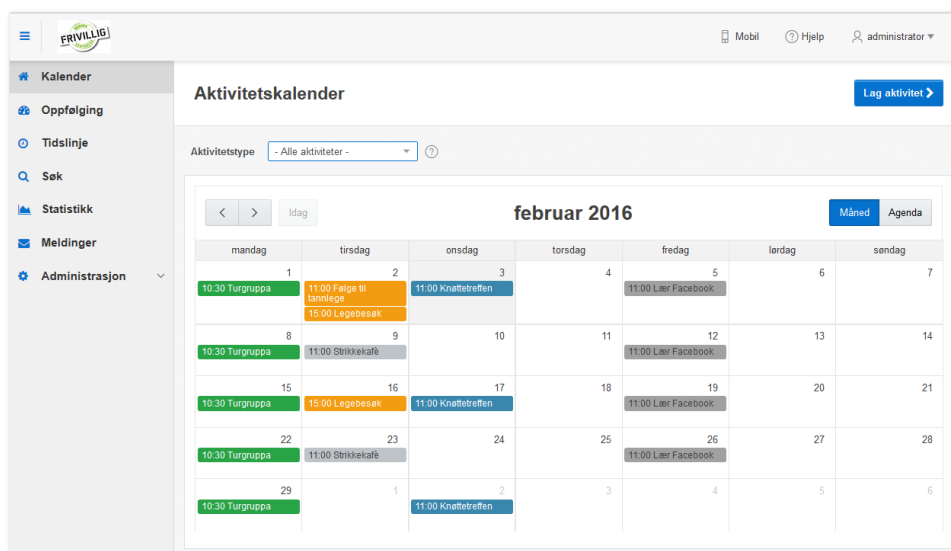 FRIVILLIG
Mobil
Hjelp
administrator
Kalender
Oppfølging
Tidslinje
Søk
Statistikk
Meldinger
Administrasjon
Aktivitetskalender
Lag aktivitet
Aktivitetstype
- Alle aktiviteter -
?
Idag
februar 2016
Måned Agenda
mandag tirsdag onsdag torsdag fredag lørdag søndag
1 2 3 4 5 6 7
10:30 Turgruppa
11:00 Følge til
tannlege
15:00 Legebesøk
11:00 Knøttetreffen
11:00 Lær Facebook
8 9 10 11 12 13 14
10:30 Turgruppa
11:00 Strikkekafè
11:00 Lær Facebook
15 16 17 18 19 20 21
10:30 Turgruppa
15:00 Legebesøk
11:00 Knøttetreffen
11:00 Lær Facebook
22 23 24 25 26 27 28
10:30 Turgruppa
11:00 Strikkekafè
11:00 Lær Facebook
29 1 2 3 4 5 6
10:30 Turgruppa
11:00 Knøttetreffen